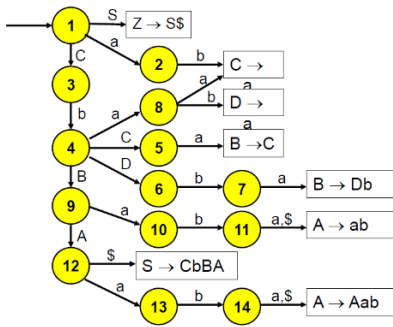 S
1
Z → S$
a
C
2
b
C →
a
3
a
8
b
D →
b
a
4
C
5
a
B → C
D
B
6
b
7
a
B → Db
9
a
10
b
11
a,$
A → ab
A
12
$
S → CbBA
a
13
b
14
a,$
A → Aab
a